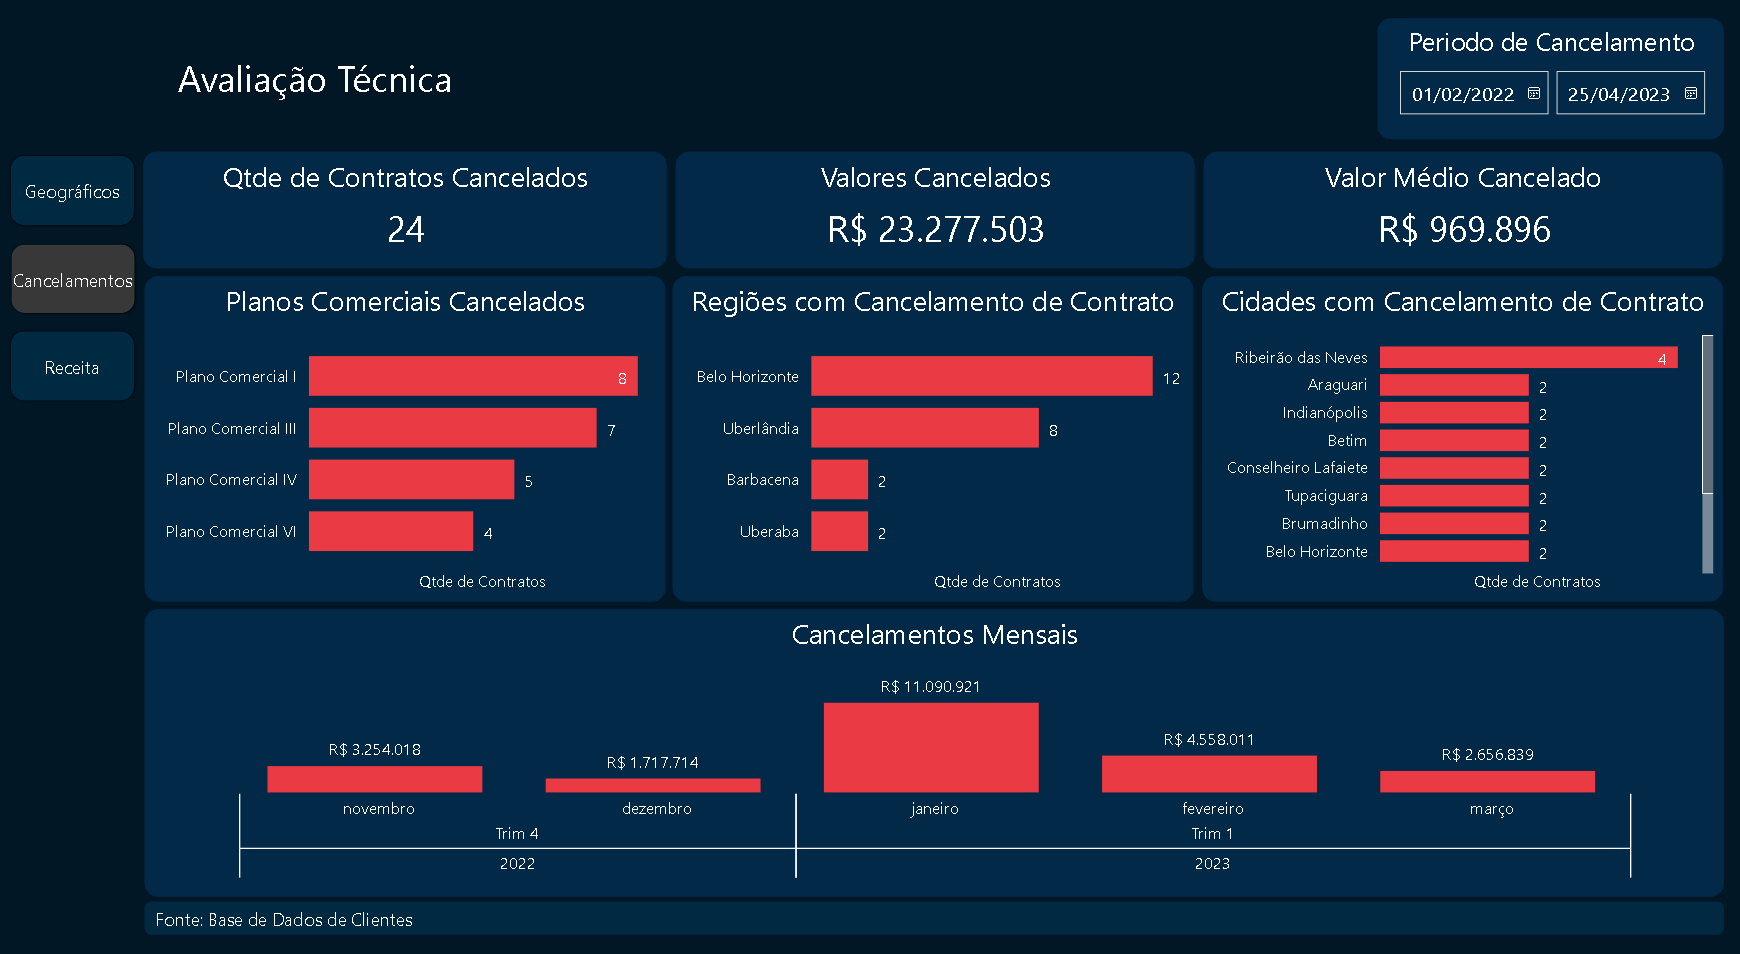 Avaliação Técnica
Periodo de Cancelamento
01/02/2022
25/04/2023
Geográficos
Cancelamentos
Receita
Qtde de Contratos Cancelados
24
Valores Cancelados
R$ 23.277.503
Valor Médio Cancelado
R$ 969.896
Planos Comerciais Cancelados
Plano Comercial I 8
Plano Comercial III 7
Plano Comercial IV 5
Plano Comercial VI 4
Qtde de Contratos
Regiões com Cancelamento de Contrato
Belo Horizonte 12
Uberlândia 8
Barbacena 2
Uberaba 2
Qtde de Contratos
Cidades com Cancelamento de Contrato
Ribeirão das Neves 4
Araguari 2
Indianópolis 2
Betim 2
Conselheiro Lafaiete 2
Tupaciguara 2
Brumadinho 2
Belo Horizonte 2
Qtde de Contratos
Cancelamentos Mensais
R$ 3.254.018
R$ 1.717.714
R$ 11.090.921
R$ 4.558.011
R$ 2.656.839
novembro dezembro janeiro fevereiro março
Trim 4 Trim 1
2022 2023
Fonte: Base de Dados de Clientes